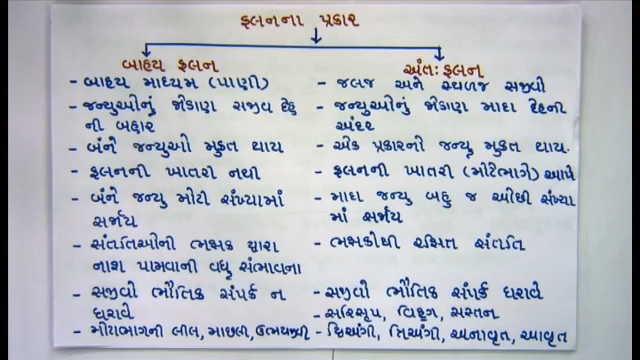 ફલનના પ્રકાર
બાહ્ય ફલન
- બાહ્ય માધ્યમ (પાણી)
- જન્યુઓનું જોડાણ સજીવ દેહ
ની બહાર
- બંને જન્યુઓ મુક્ત થાય
- ફલનની ખાતરી નથી
- બંને જન્યુ મોટી સંખ્યામાં
સર્જાય
- સંતતિઓની ભક્ષક દ્વારા
નાશ પામવાની વધુ સંભાવના
- સજીવો ભૌતિક સંપર્ક ન
ધરાવે
- મોટાભાગની લીલ, માછલી, ઉભયજીવી
અંતઃફલન
- જલજ અને સ્થળજ સજીવો
- જન્યુઓનું જોડાણ માદા દેહની
અંદર
- એક પ્રકારનો જન્યુ મુક્ત થાય.
- ફલનની ખાતરી (મોટેભાગે) આપે
- માદા જન્યુ બહુ જ ઓછી સંખ્યા
માં સર્જાય
- ભક્ષકોથી રક્ષિત સંતતિ
- સજીવો ભૌતિક સંપર્ક ધરાવે
- સરિસૃપ, વિહગ, સસ્તન
- દ્વિઅંગી, ત્રિઅંગી, અનાવૃત, આવૃત